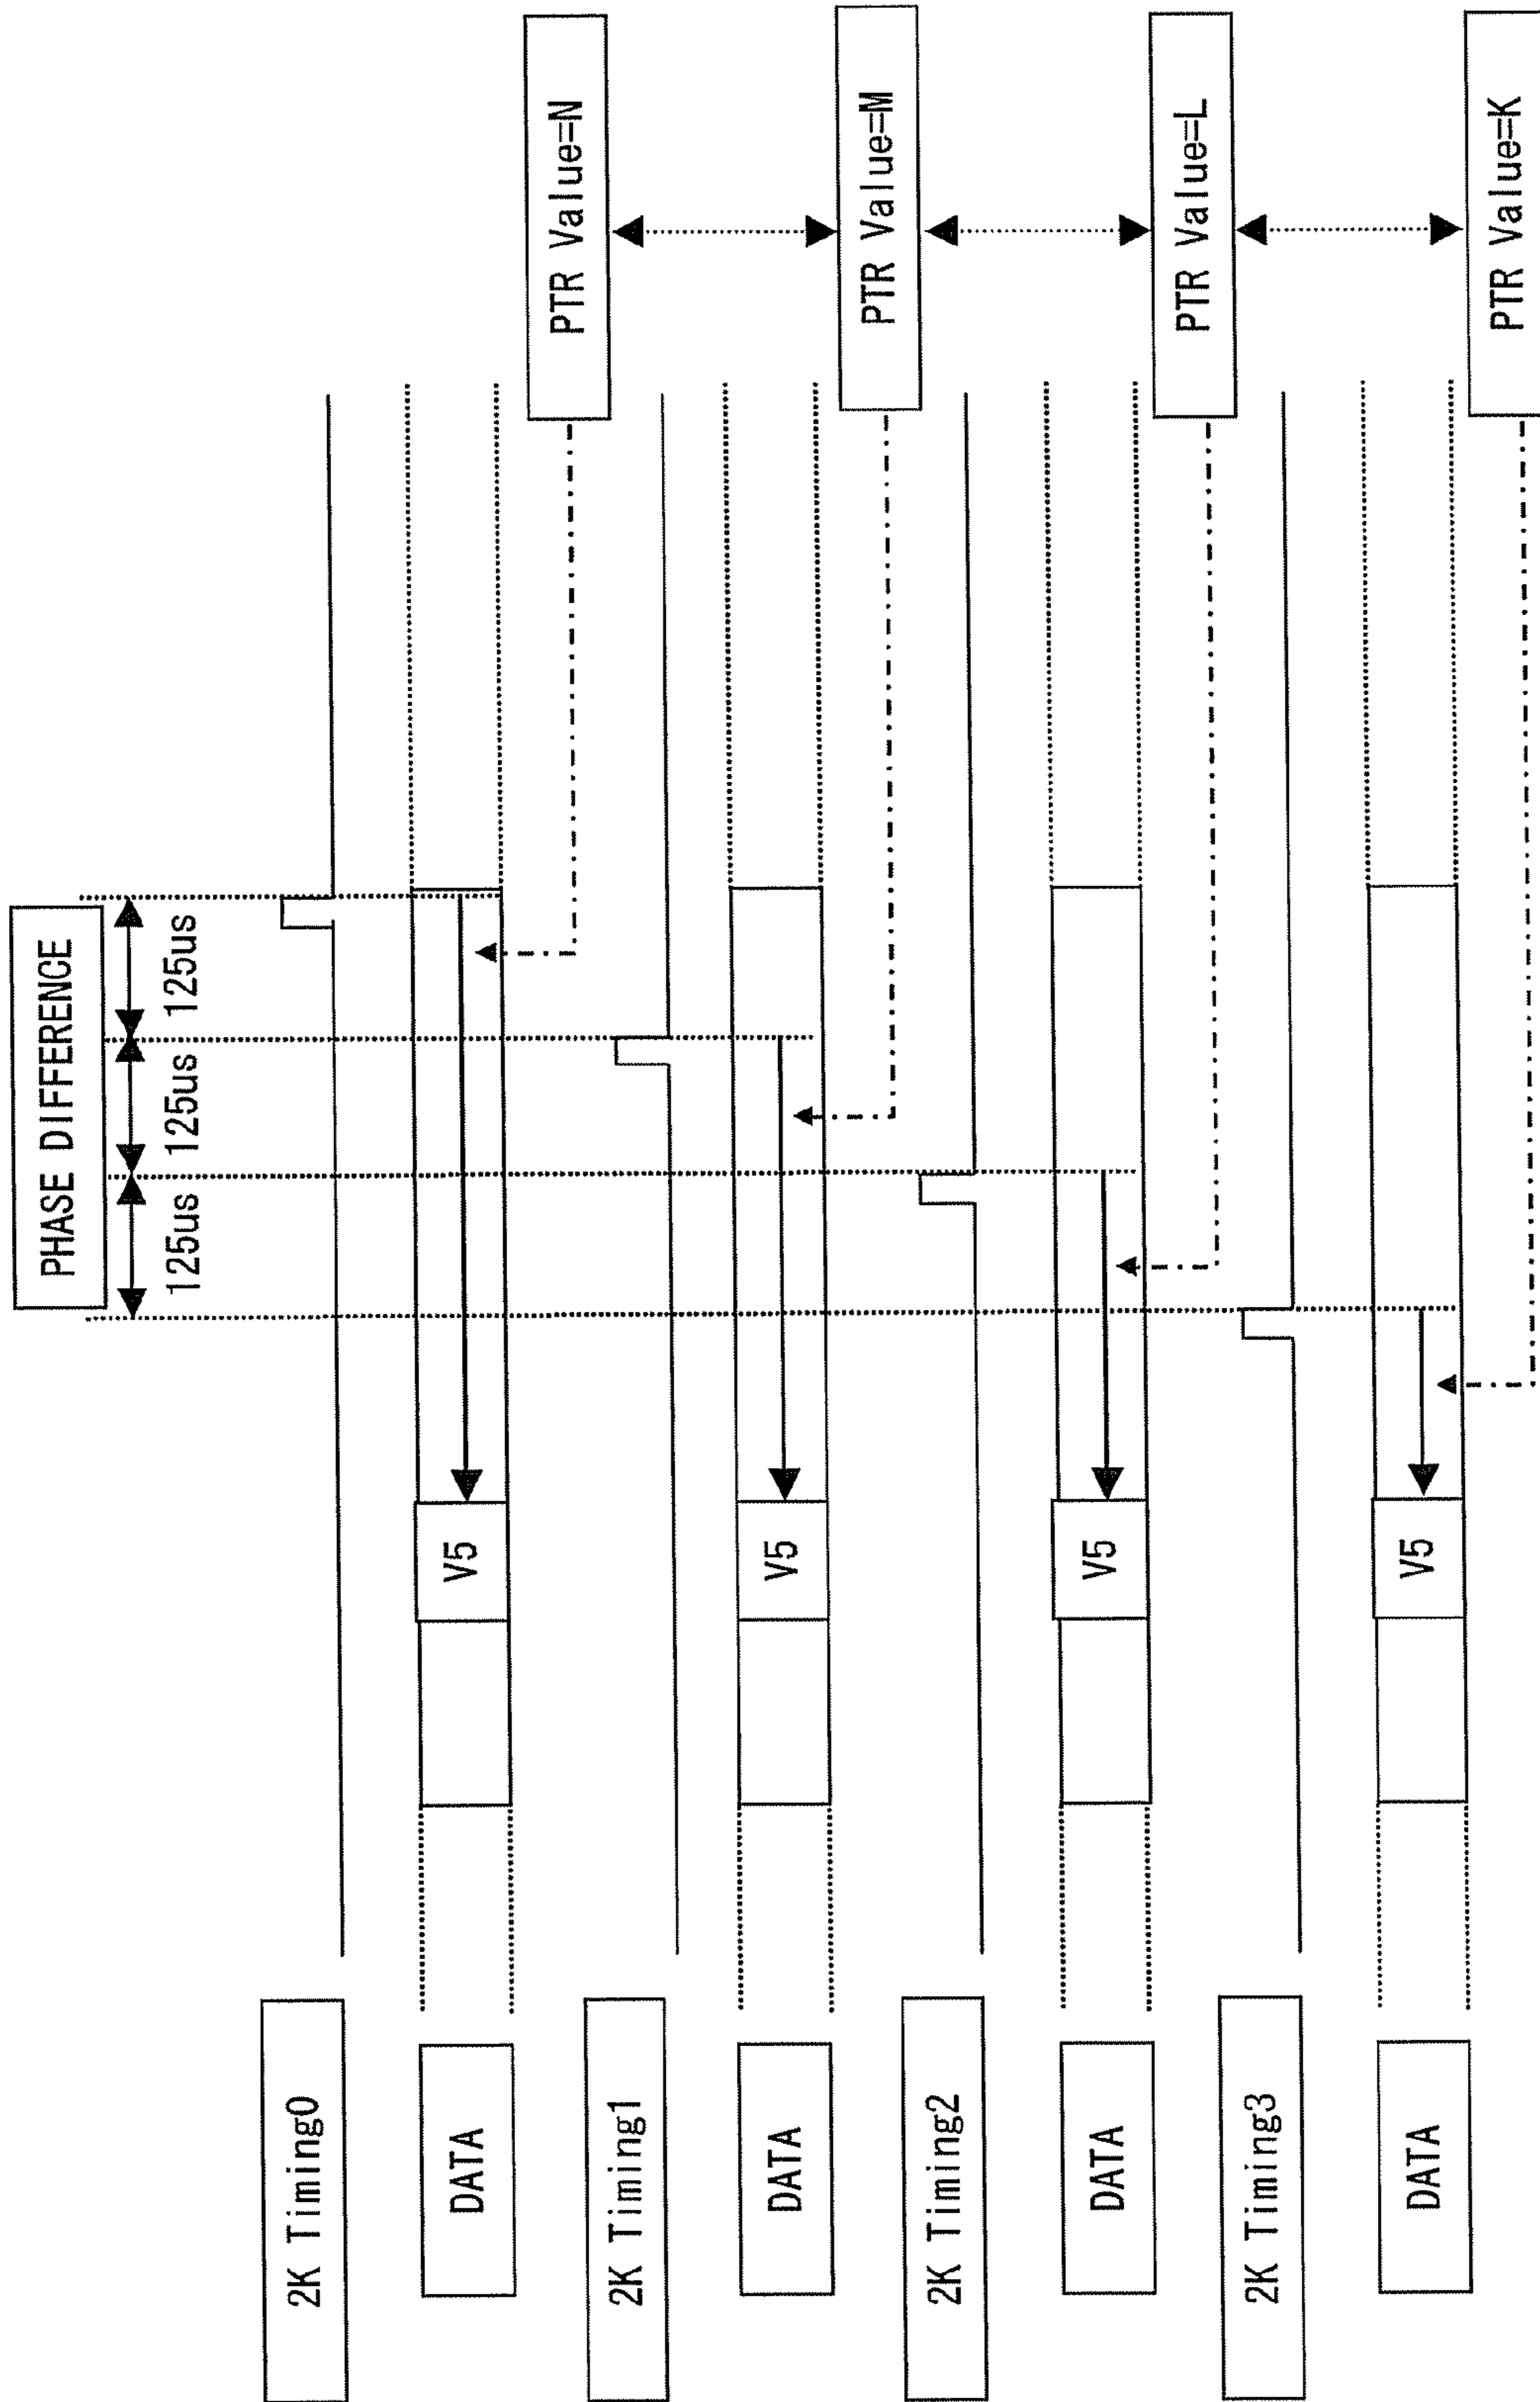 PHASE DIFFERENCE
125us
125us
125us
2K Timing0
DATA
V5
PTR Value=N
2K Timing1
DATA
V5
PTR Value=M
2K Timing2
DATA
V5
PTR Value=L
2K Timing3
DATA
V5
PTR Value=K